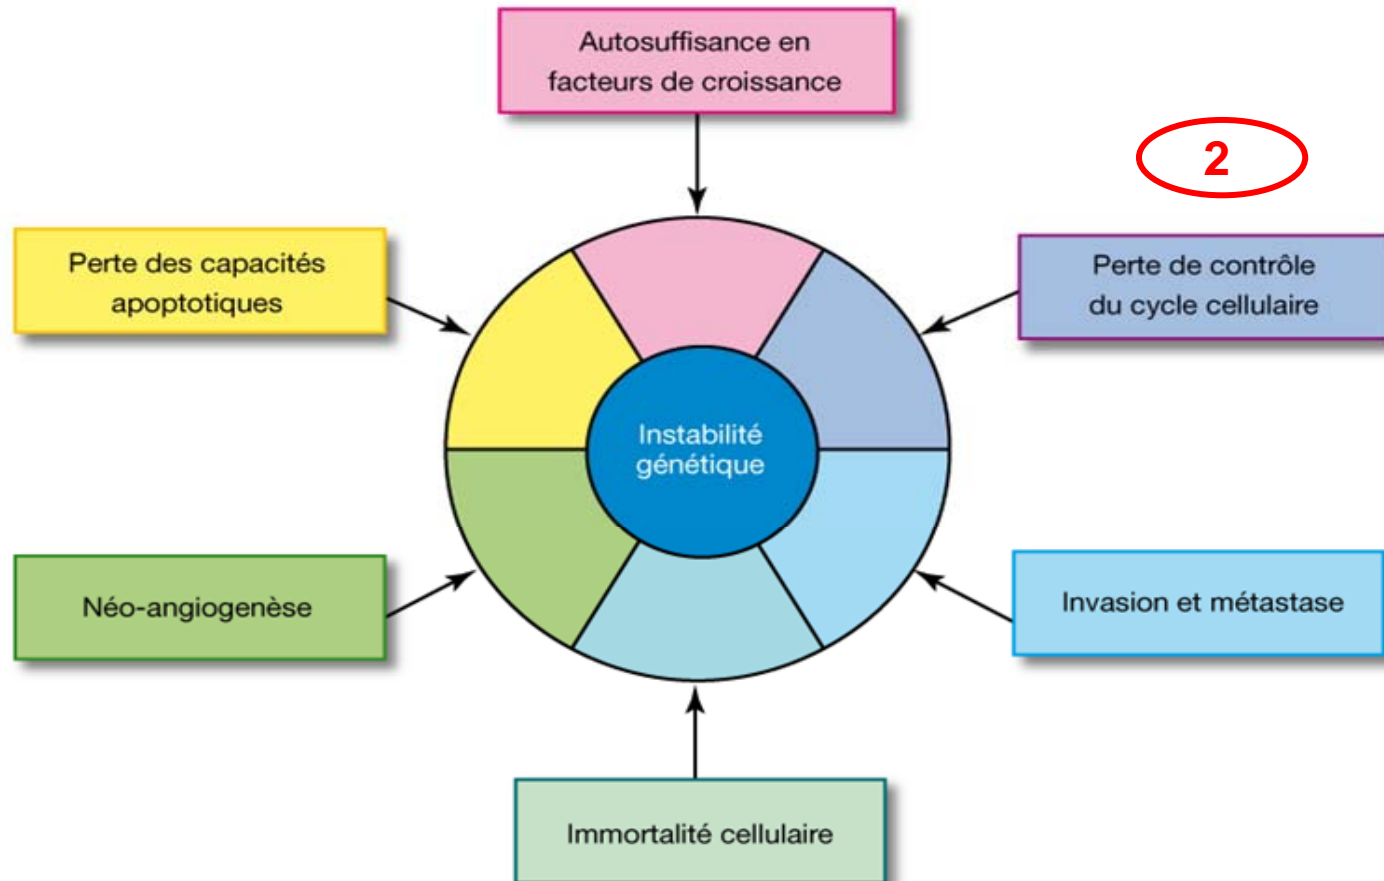 Autosuffisance en
facteurs de croissance
2
Perte des capacités
apoptotiques
Perte de contrôle
du cycle cellulaire
Instabilité
génétique
Néo-angiogenèse
Invasion et métastase
Immortalité cellulaire